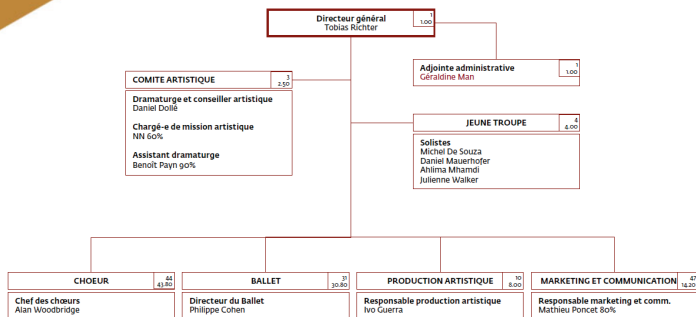 Directeur général
1
Tobias Richter
1.00
Adjointe administrative
1
Géraldine Man
1.00
COMITE ARTISTIQUE
3
2.50
Dramaturge et conseiller artistique
Daniel Dollé
Chargé-e de mission artistique
NN 60%
Assistant dramaturge
Benoît Payn 90%
JEUNE TROUPE
4
4.00
Solistes
Michel De Souza
Daniel Mauerhofer
Ahlima Mhamdi
Julienne Walker
CHOEUR
44
43.80
Chef des chœurs
Alan Woodbridge
BALLET
31
30.80
Directeur du Ballet
Philippe Cohen
PRODUCTION ARTISTIQUE
10
8.00
Responsable production artistique
Ivo Guerra
MARKETING ET COMMUNICATION
47
14.20
Responsable marketing et comm.
Mathieu Poncet 80%